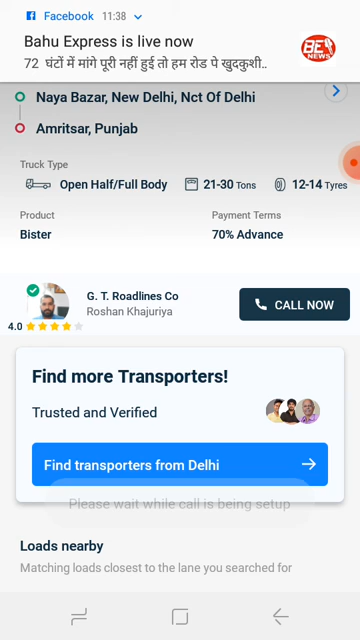 Facebook 11:38
Bahu Express is live now
BE
NEWS
72 घंटों में मांगे पूरी नहीं हुई तो हम रोड पे खुदकुशी..
Naya Bazar, New Delhi, Nct Of Delhi
Amritsar, Punjab
Truck Type
Open Half/Full Body 21-30 Tons 12-14 Tyres
Product Payment Terms
Bister 70% Advance
G. T. Roadlines Co
Roshan Khajuriya
CALL NOW
4.0
Find more Transporters!
Trusted and Verified
Find transporters from Delhi
Please wait while call is being setup
Loads nearby
Matching loads closest to the lane you searched for